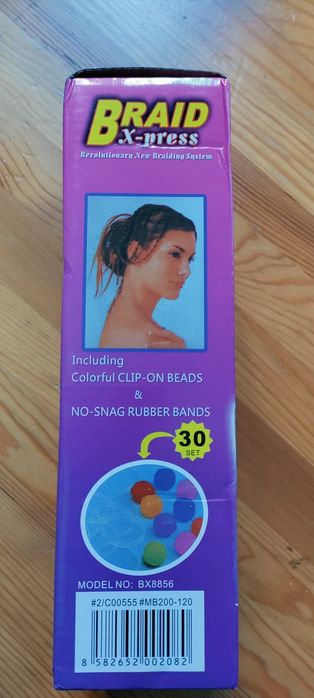 BRAID
X-press
Revolutionary New Braiding System
Including
Colorful CLIP-ON BEADS
&
NO-SNAG RUBBER BANDS
30
SET
MODEL NO: BX8856
#2/C00555 #MB200-120
8 582652 002082